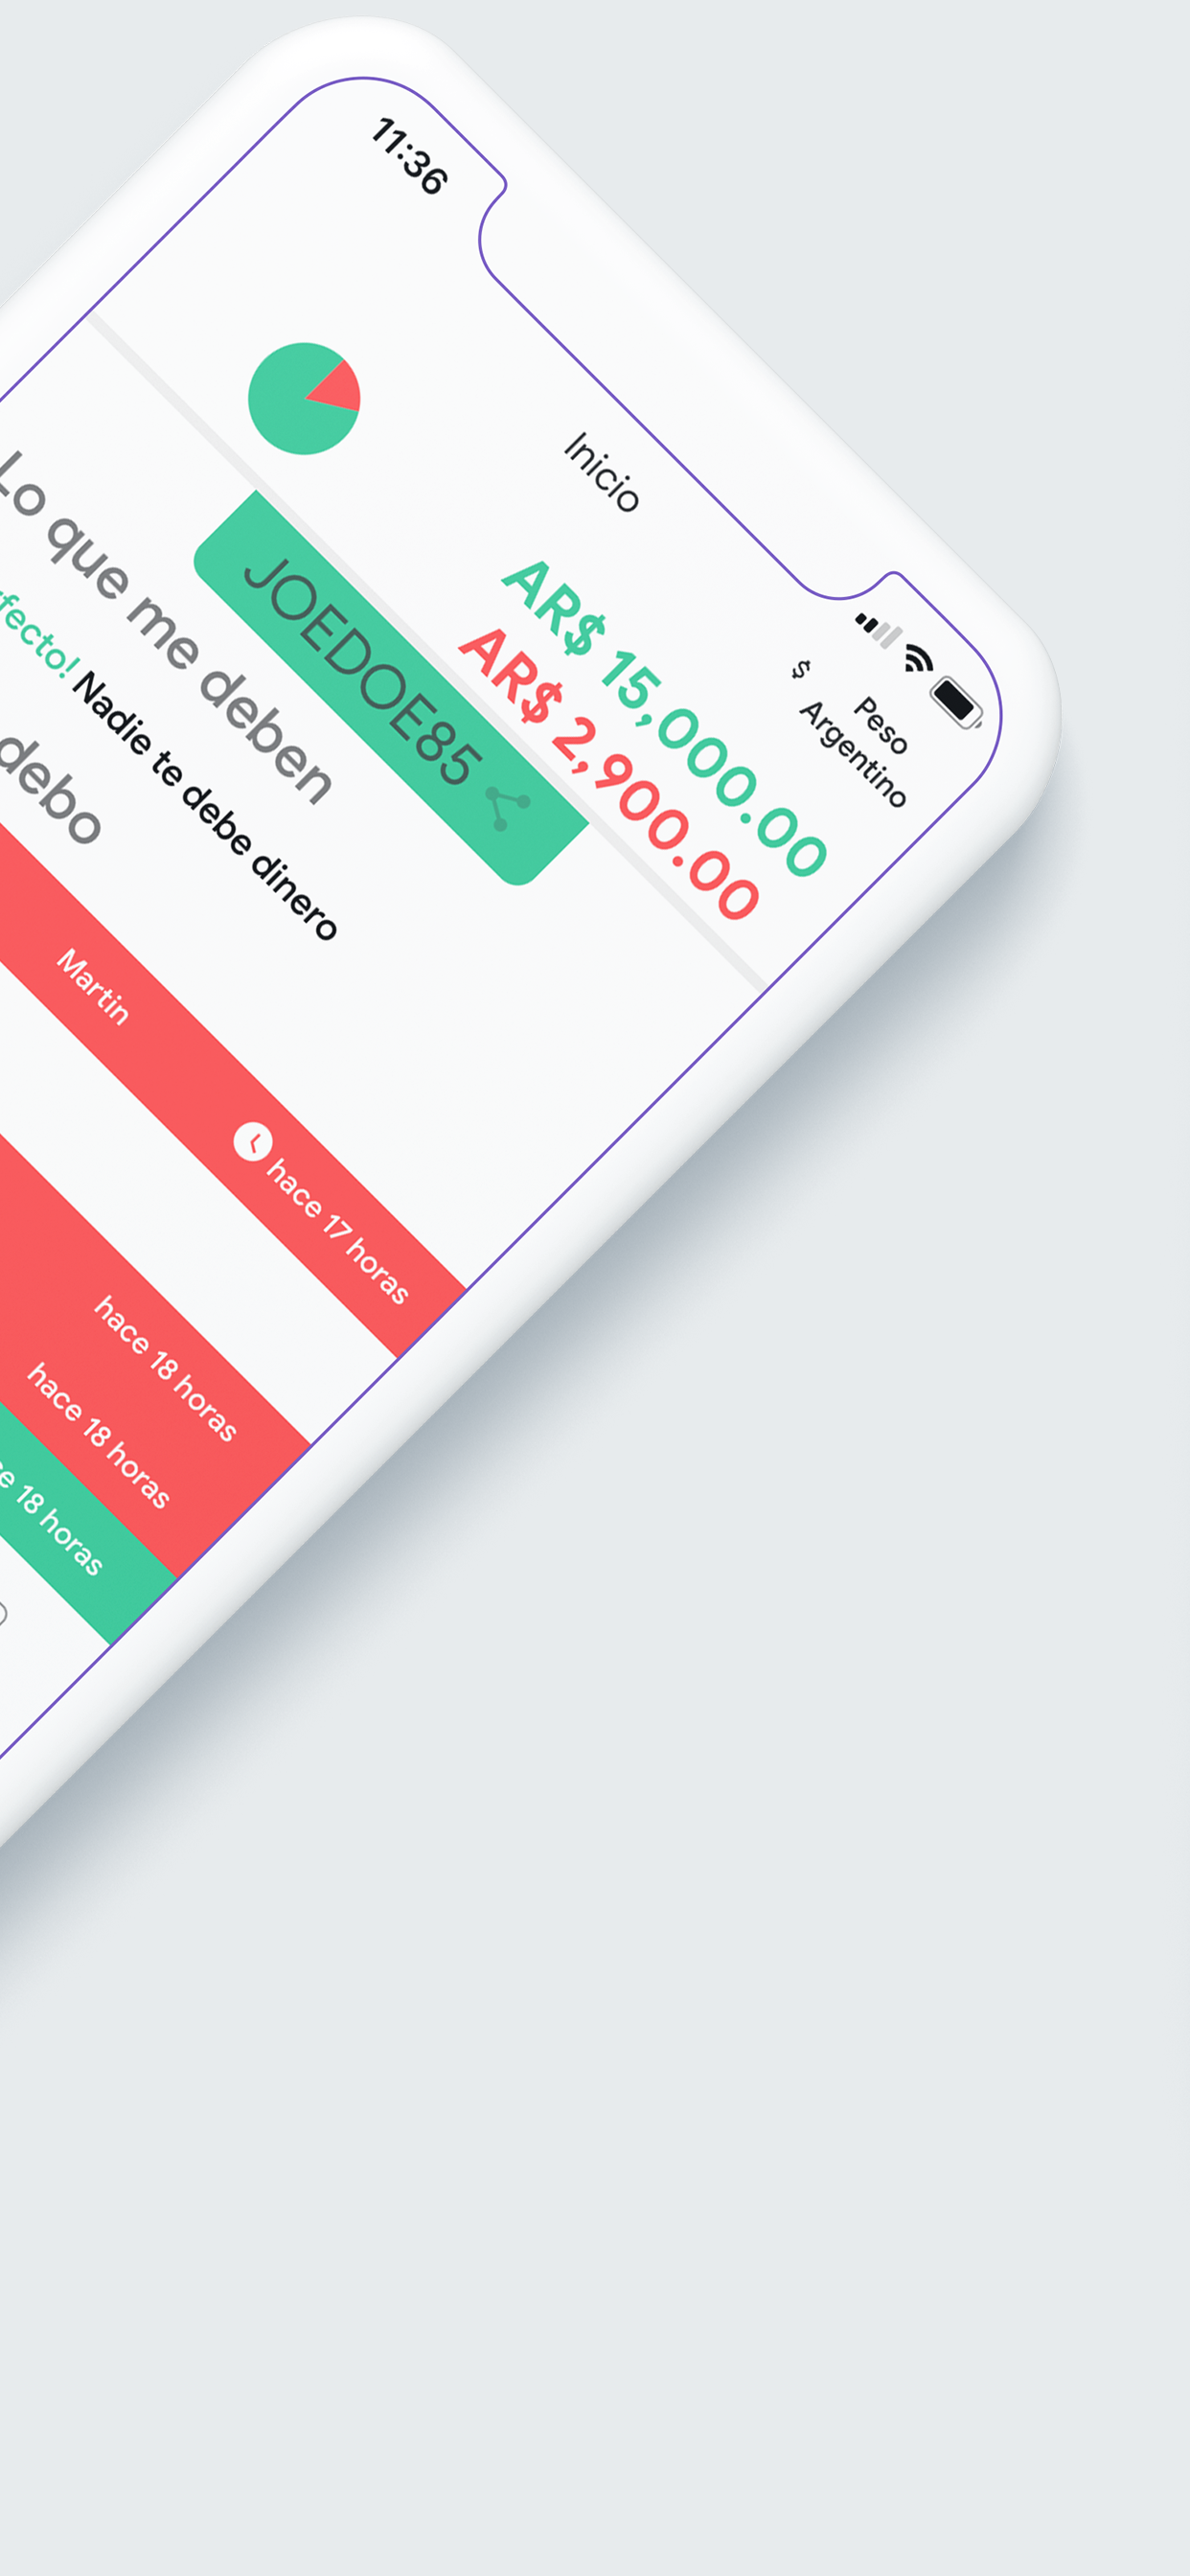 11:36
Inicio
$
Peso
Argentino
AR$ 15,000.00
AR$ 2,900.00
JOEDOE85
Lo que me deben
Nadie te debe dinero
debo
Martin
hace 17 horas
hace 18 horas
hace 18 horas
18 horas